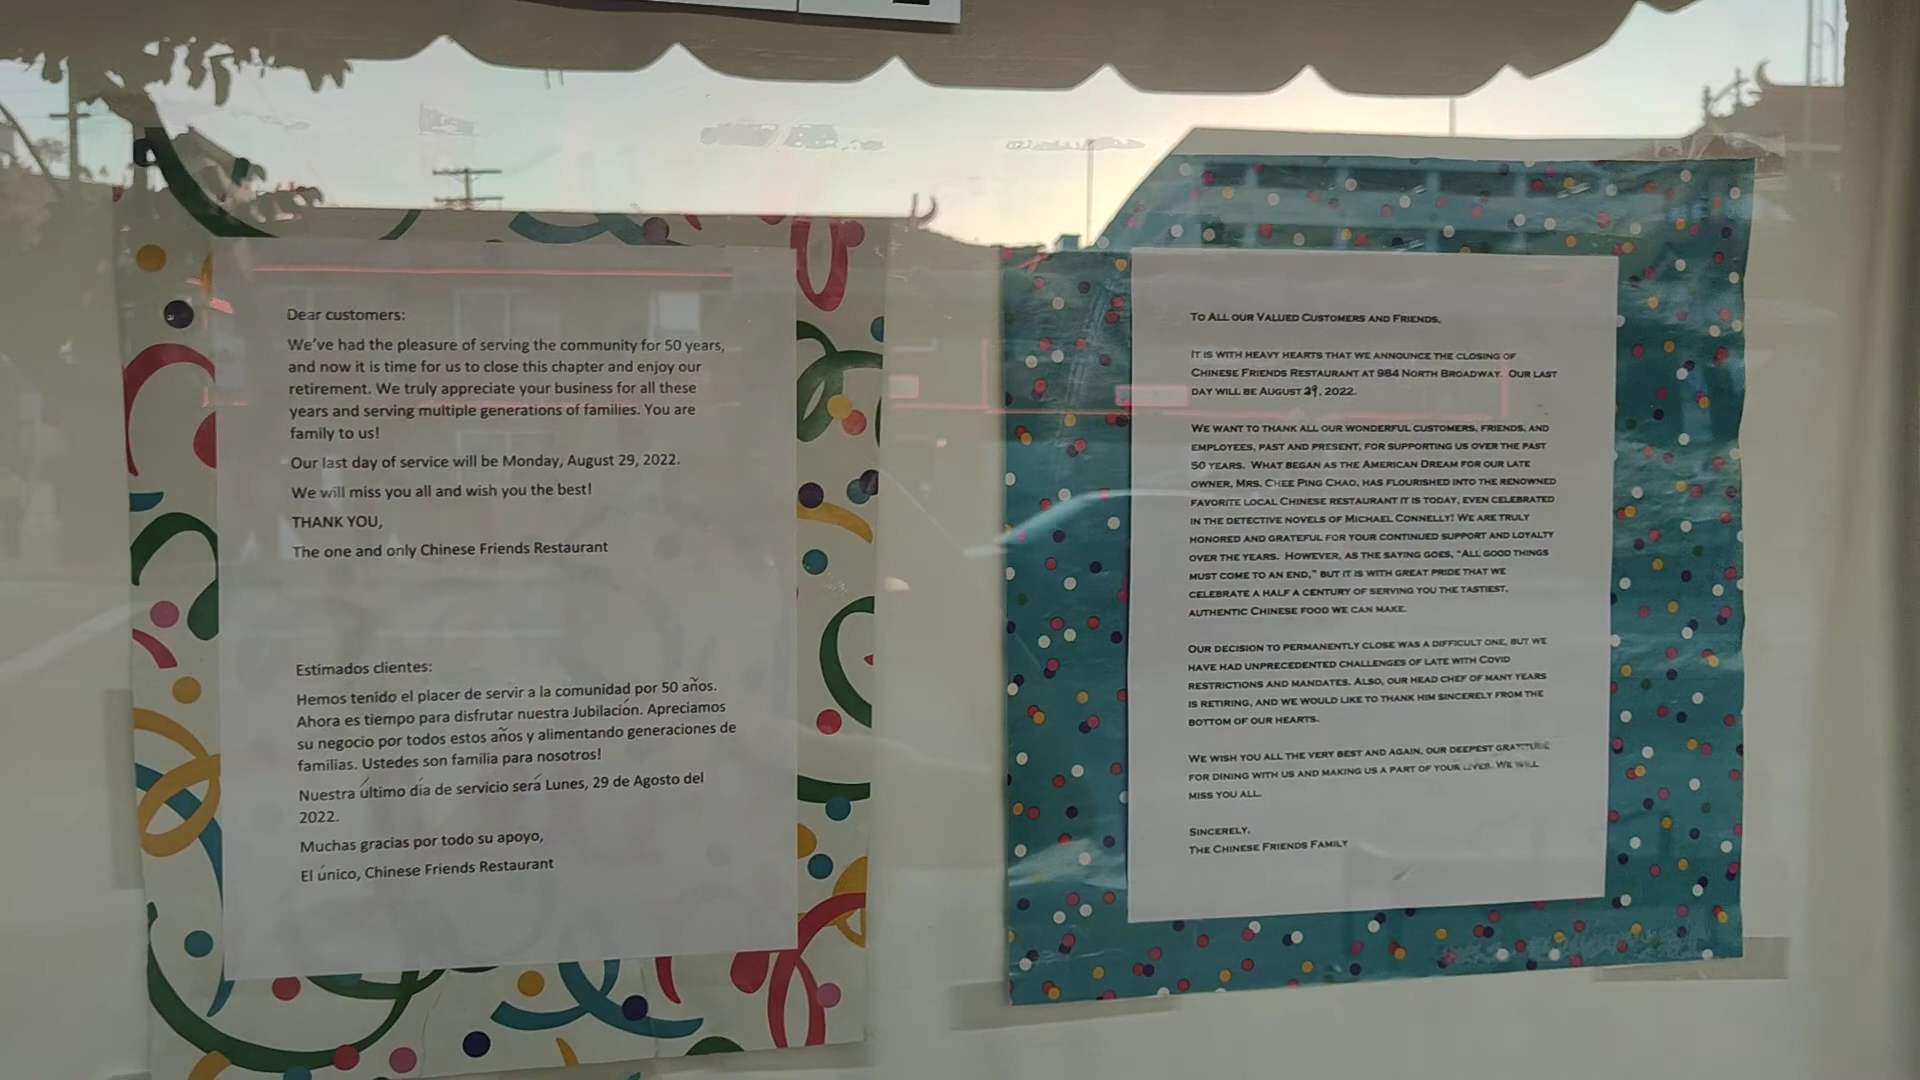 Dear customers:
We've had the pleasure of serving the community for 50 years,
and now it is time for us to close this chapter and enjoy our
retirement. We truly appreciate your business for all these
years and serving multiple generations of families. You are
family to us!
Our last day of service will be Monday, August 29, 2022.
We will miss you all and wish you the best!
THANK YOU,
The one and only Chinese Friends Restaurant
Estimados clientes:
Hemos tenido el placer de servir a la comunidad por 50 años.
Ahora es tiempo para disfrutar nuestra Jubilación. Apreciamos
su negocio por todos estos años y alimentando generaciones de
familias. Ustedes son familia para nosotros!
Nuestra último día de servicio será Lunes, 29 de Agosto del
2022.
Muchas gracias por todo su apoyo,
El único, Chinese Friends Restaurant
TO ALL OUR VALUED CUSTOMERS AND FRIENDS,
IT IS WITH HEAVY HEARTS THAT WE ANNOUNCE THE CLOSING OF
CHINESE FRIENDS RESTAURANT AT 984 NORTH BROADWAY. OUR LAST
DAY WILL BE AUGUST 29, 2022.
WE WANT TO THANK ALL OUR WONDERFUL CUSTOMERS, FRIENDS, AND
EMPLOYEES, PAST AND PRESENT, FOR SUPPORTING US OVER THE PAST
50 YEARS. WHAT BEGAN AS THE AMERICAN DREAM FOR OUR LATE
OWNER, MRS. CHEE PING CHAO, HAS FLOURISHED INTO THE RENOWNED
FAVORITE LOCAL CHINESE RESTAURANT IT IS TODAY, EVEN CELEBRATED
IN THE DETECTIVE NOVELS OF MICHAEL CONNELLY! WE ARE TRULY
HONORED AND GRATEFUL FOR YOUR CONTINUED SUPPORT AND LOYALTY
OVER THE YEARS. HOWEVER, AS THE SAYING GOES, "ALL GOOD THINGS
MUST COME TO AN END," BUT IT IS WITH GREAT PRIDE THAT WE
CELEBRATE A HALF A CENTURY OF SERVING YOU THE TASTIEST,
AUTHENTIC CHINESE FOOD WE CAN MAKE.
OUR DECISION TO PERMANENTLY CLOSE WAS A DIFFICULT ONE, BUT WE
HAVE HAD UNPRECEDENTED CHALLENGES OF LATE WITH COVID
RESTRICTIONS AND MANDATES. ALSO, OUR HEAD CHEF OF MANY YEARS
IS RETIRING, AND WE WOULD LIKE TO THANK HIM SINCERELY FROM THE
BOTTOM OF OUR HEARTS.
WE WISH YOU ALL THE VERY BEST AND AGAIN, OUR DEEPEST GRATITUDE
FOR DINING WITH US AND MAKING US A PART OF YOUR LIVES. WE WILL
MISS YOU ALL.
SINCERELY,
THE CHINESE FRIENDS FAMILY